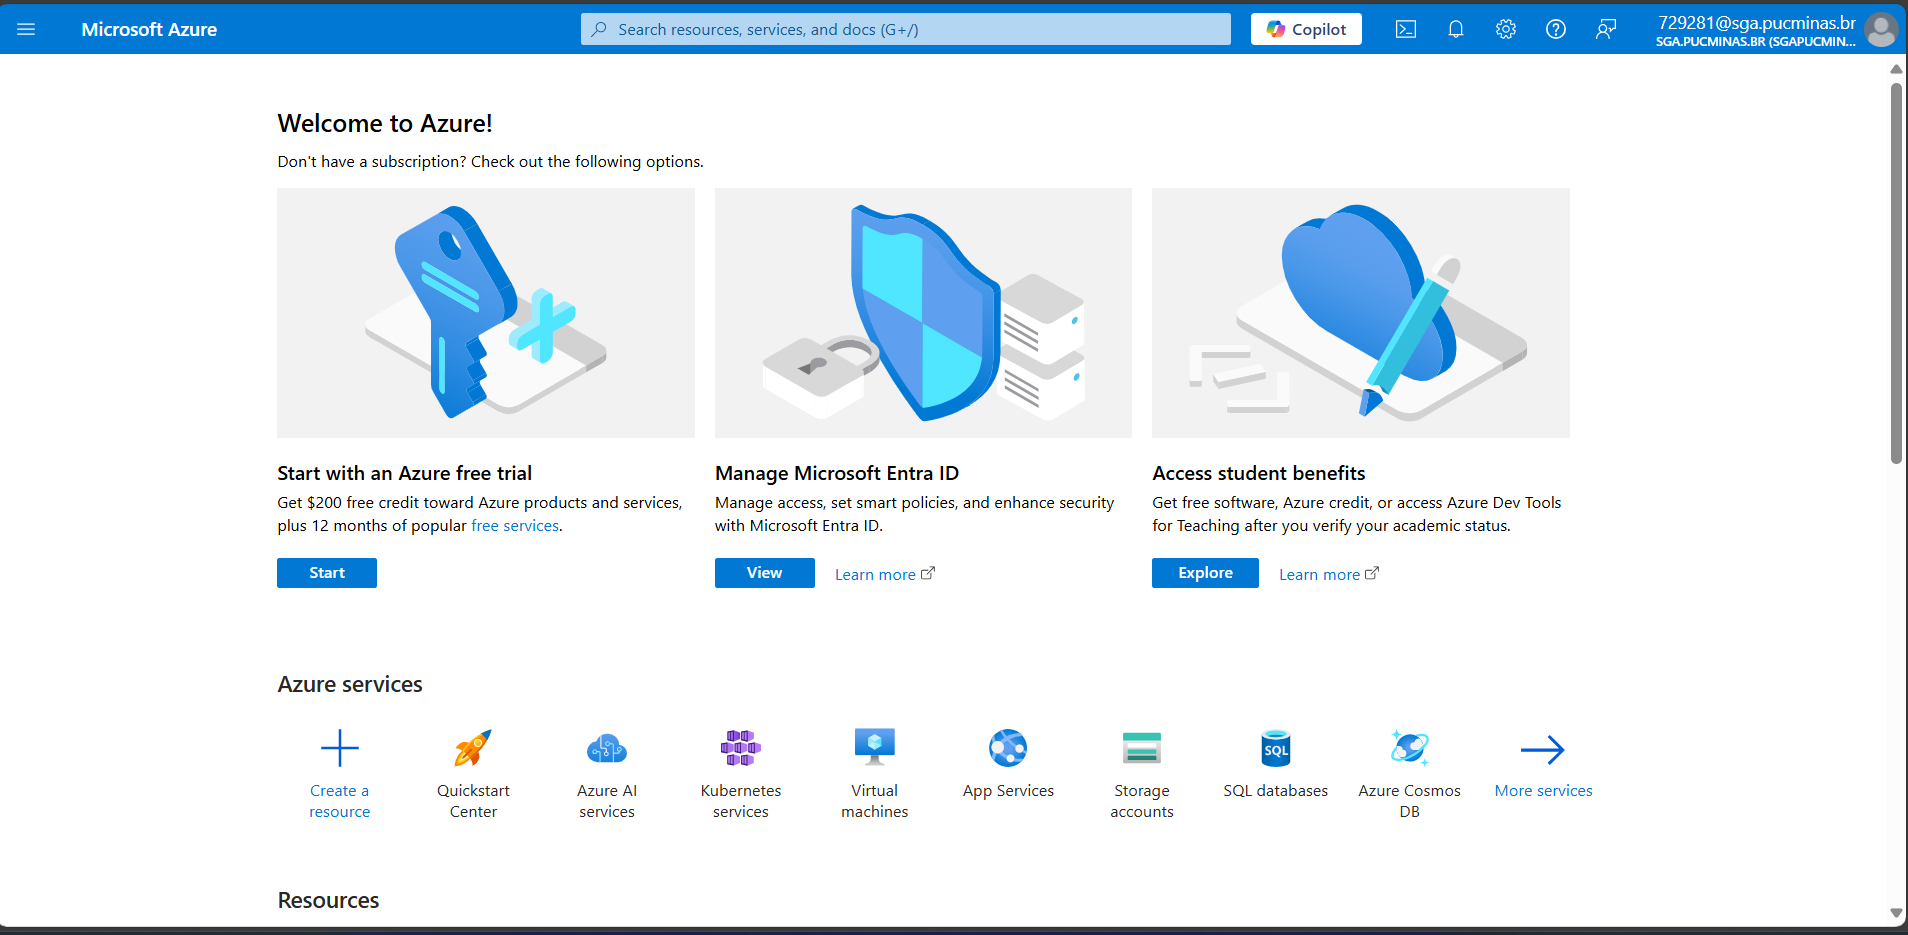 Microsoft Azure
Search resources, services, and docs (G+/)
Copilot
729281@sga.pucminas.br
SGA.PUCMINAS.BR (SGAPUCMIN...
Welcome to Azure!
Don't have a subscription? Check out the following options.
Start with an Azure free trial
Get $200 free credit toward Azure products and services,
plus 12 months of popular free services.
Start
Manage Microsoft Entra ID
Manage access, set smart policies, and enhance security
with Microsoft Entra ID.
View
Learn more
Access student benefits
Get free software, Azure credit, or access Azure Dev Tools
for Teaching after you verify your academic status.
Explore
Learn more
Azure services
Create a
resource
Quickstart
Center
Azure AI
services
Kubernetes
services
Virtual
machines
App Services
Storage
accounts
SQL
SQL databases
Azure Cosmos
DB
More services
Resources